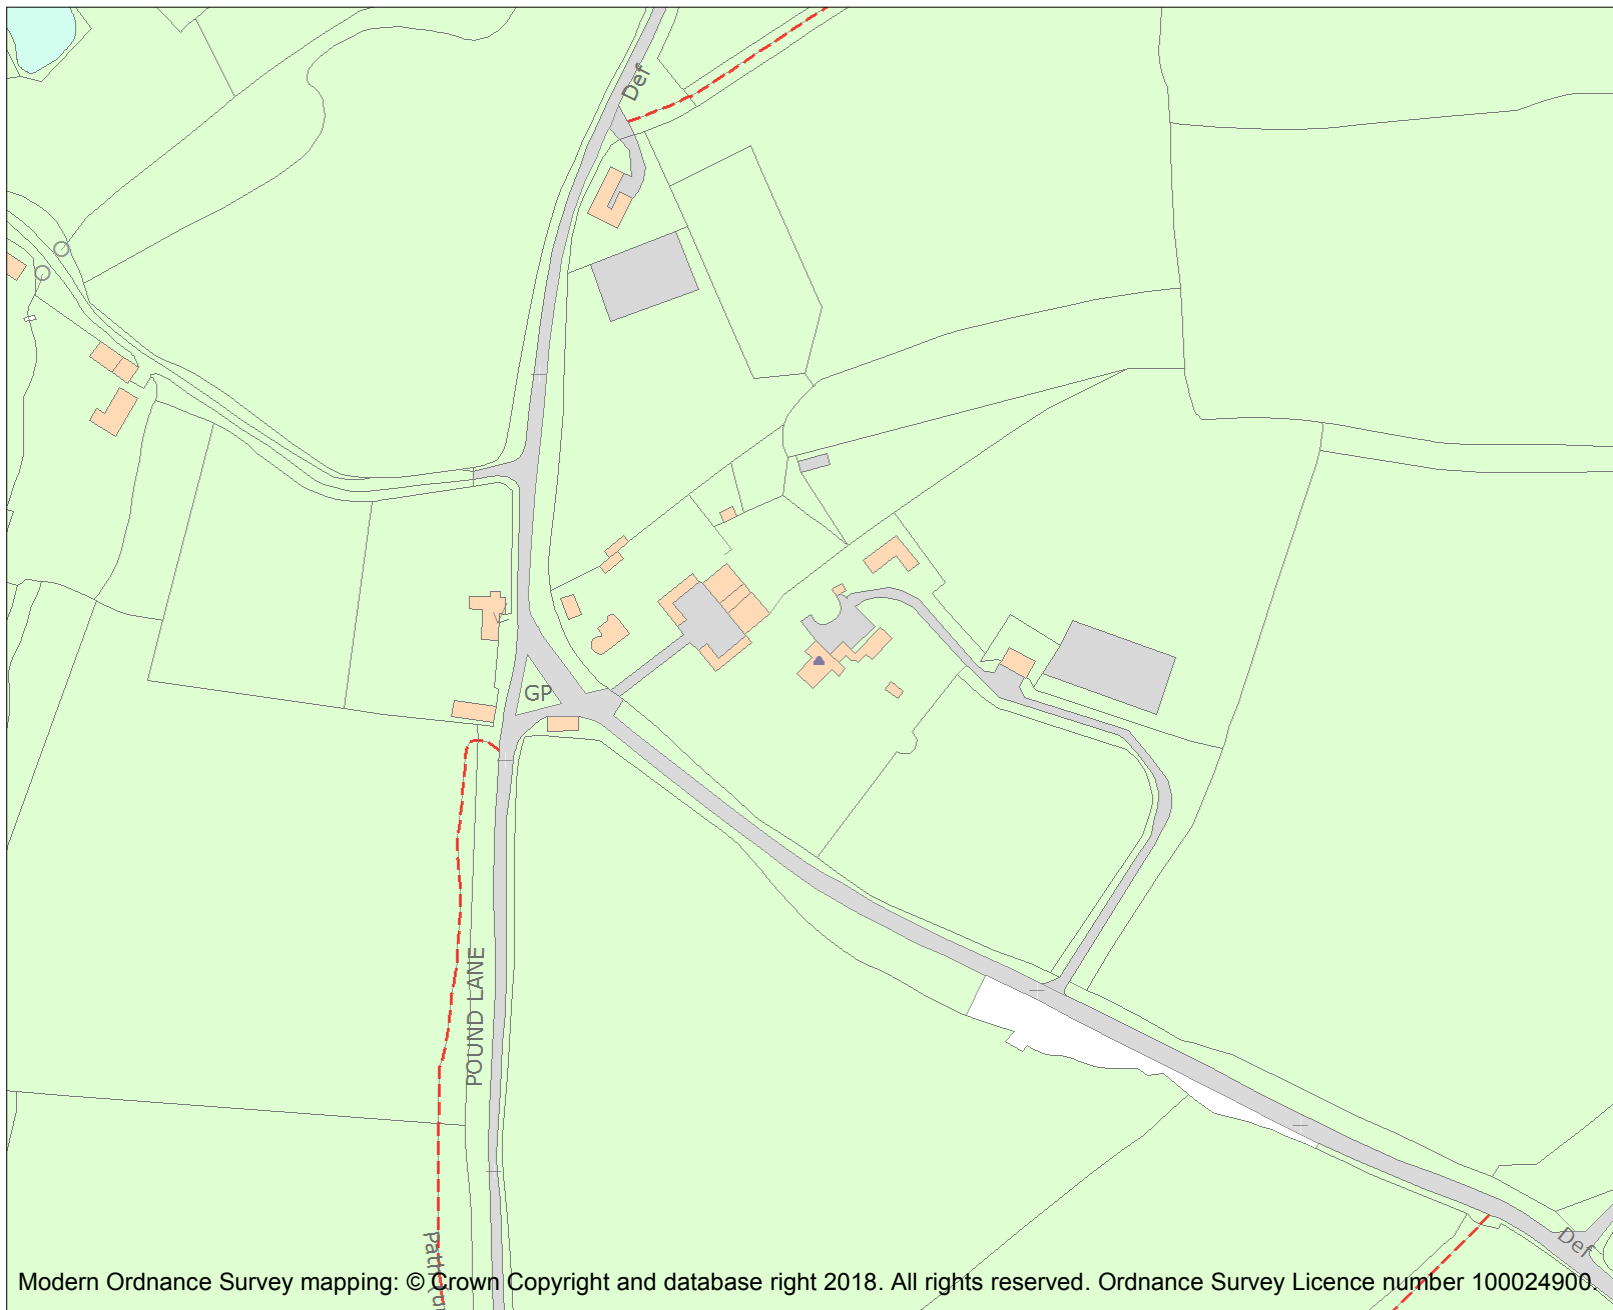 Def
GP
POUND LANE
Path (u
Def
Modern Ordnance Survey mapping: © Crown Copyright and database right 2018. All rights reserved. Ordnance Survey Licence number 100024900.